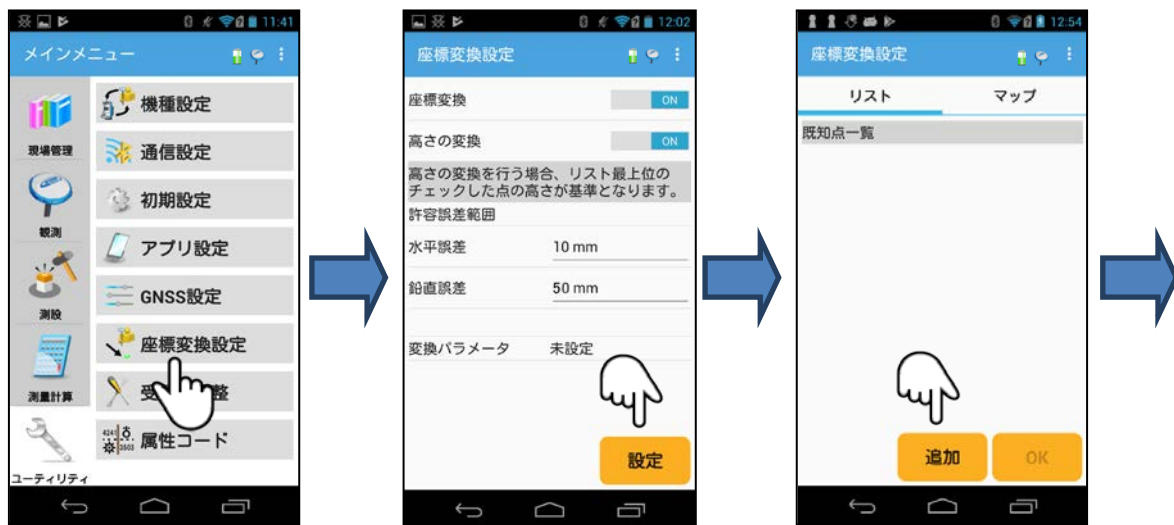 11:41
メインメニュー
現場管理
観測
測設
測量計算
ユーティリティ
機種設定
通信設定
初期設定
アプリ設定
GNSS設定
座標変換設定
受 整
4241
3503
属性コード
12:02
座標変換設定
座標変換 ON
高さの変換 ON
高さの変換を行う場合、リスト最上位の
チェックした点の高さが基準となります。
許容誤差範囲
水平誤差 10 mm
鉛直誤差 50 mm
変換パラメータ 未設定
設定
12:54
座標変換設定
リスト マップ
既知点一覧
追加 OK